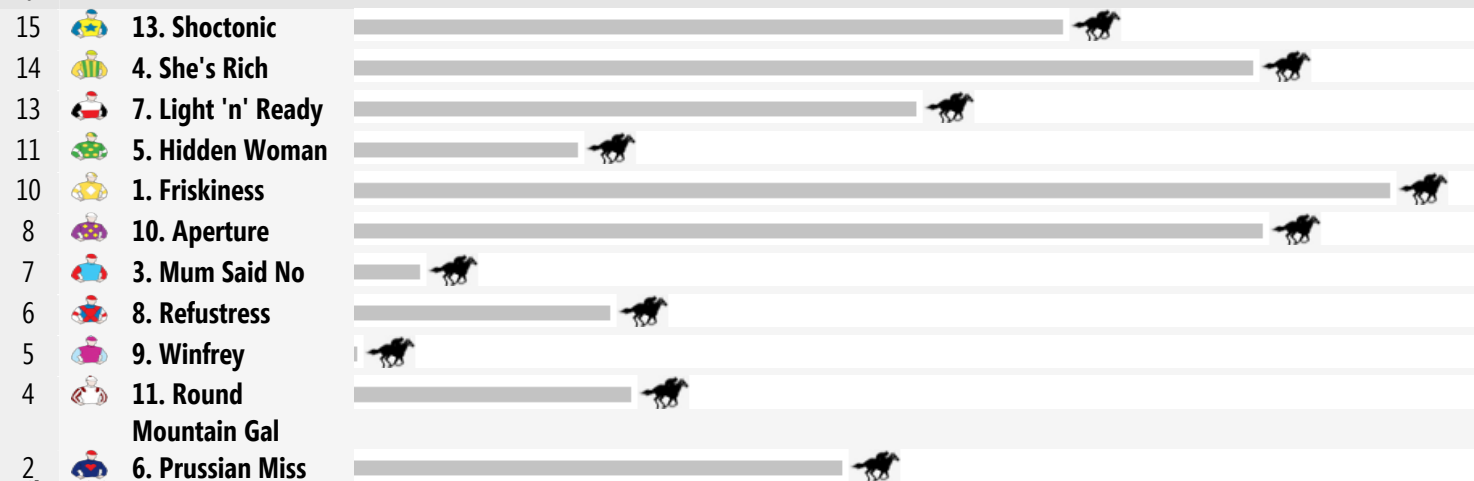 15 13. Shoctonic
14 4. She's Rich
13 7. Light 'n' Ready
11 5. Hidden Woman
10 1. Friskiness
8 10. Aperture
7 3. Mum Said No
6 8. Refustress
5 9. Winfrey
4 11. Round
Mountain Gal
2 6. Prussian Miss